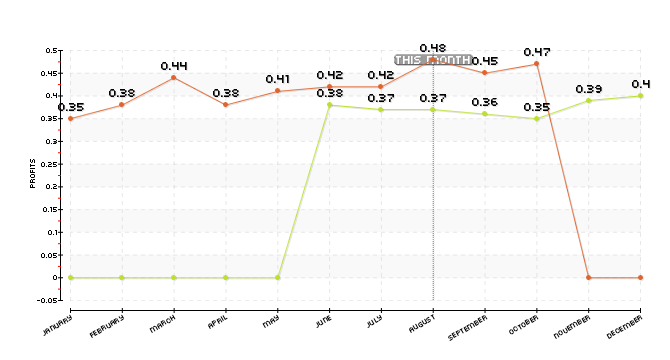 0.5
0.45
0.4
0.35
0.3
0.25
0.2
0.15
0.1
0.05
0
-0.05
PROFITS
THIS MONTH
0.35
0.38
0.44
0.38
0.41
0.42
0.42
0.48
0.45
0.47
0.38
0.37
0.37
0.36
0.35
0.39
0.4
JANUARY
FEBRUARY
MARCH
APRIL
MAY
JUNE
JULY
AUGUST
SEPTEMBER
OCTOBER
NOVEMBER
DECEMBER